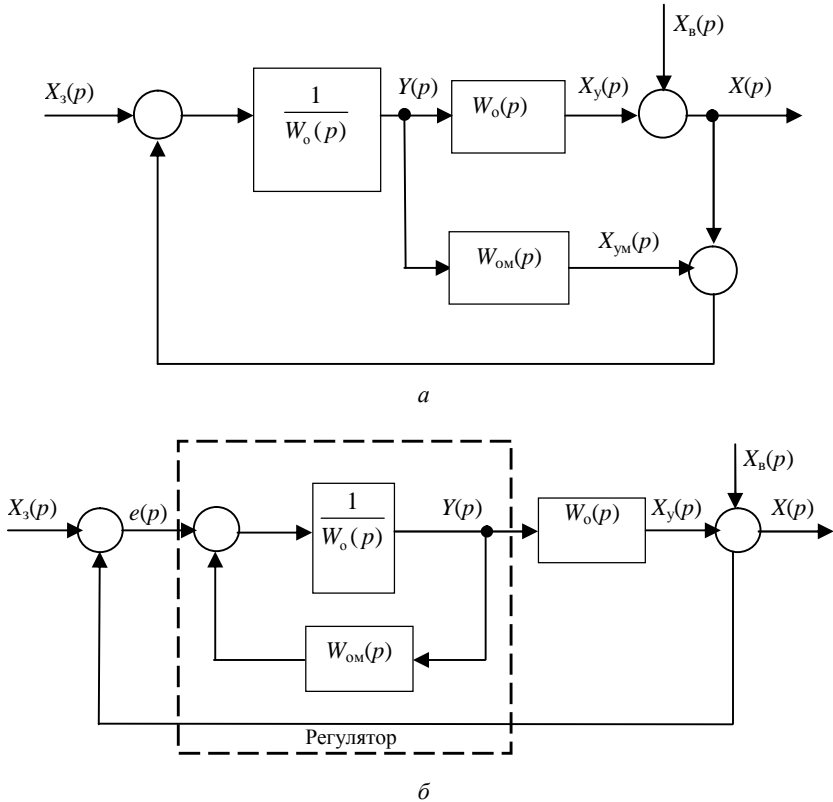 X_в(p)
X_з(p)
1
W_о(p)
Y(p)
W_о(p)
X_у(p)
X(p)
W_ом(p)
X_ум(p)
а
X_в(p)
X_з(p)
e(p)
1
W_о(p)
Y(p)
W_о(p)
X_у(p)
X(p)
W_ом(p)
Регулятор
б